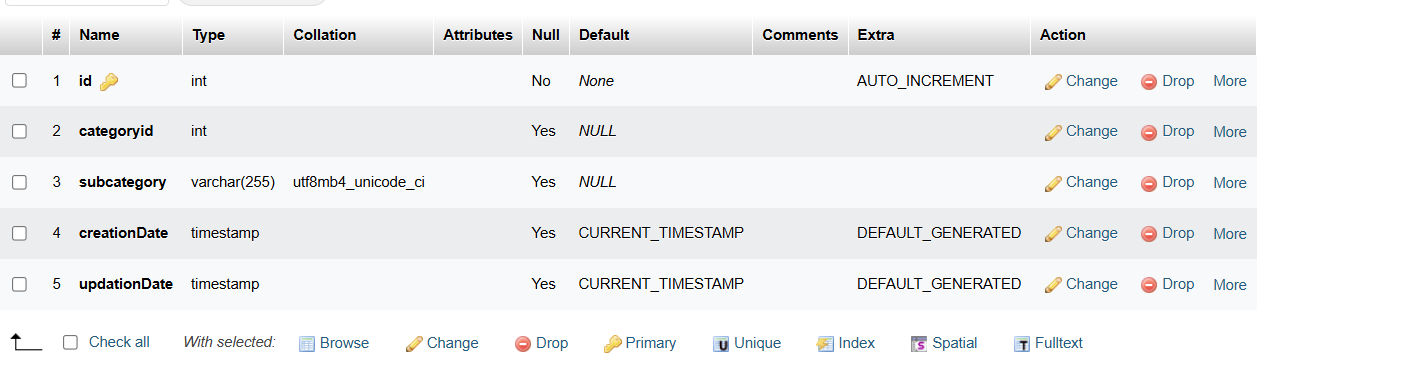 # Name Type Collation Attributes Null Default Comments Extra Action
1 id int No None AUTO_INCREMENT Change Drop More
2 categoryid int Yes NULL Change Drop More
3 subcategory varchar(255) utf8mb4_unicode_ci Yes NULL Change Drop More
4 creationDate timestamp Yes CURRENT_TIMESTAMP DEFAULT_GENERATED Change Drop More
5 updationDate timestamp Yes CURRENT_TIMESTAMP DEFAULT_GENERATED Change Drop More
Check all With selected: Browse Change Drop Primary U Unique Index S Spatial T Fulltext